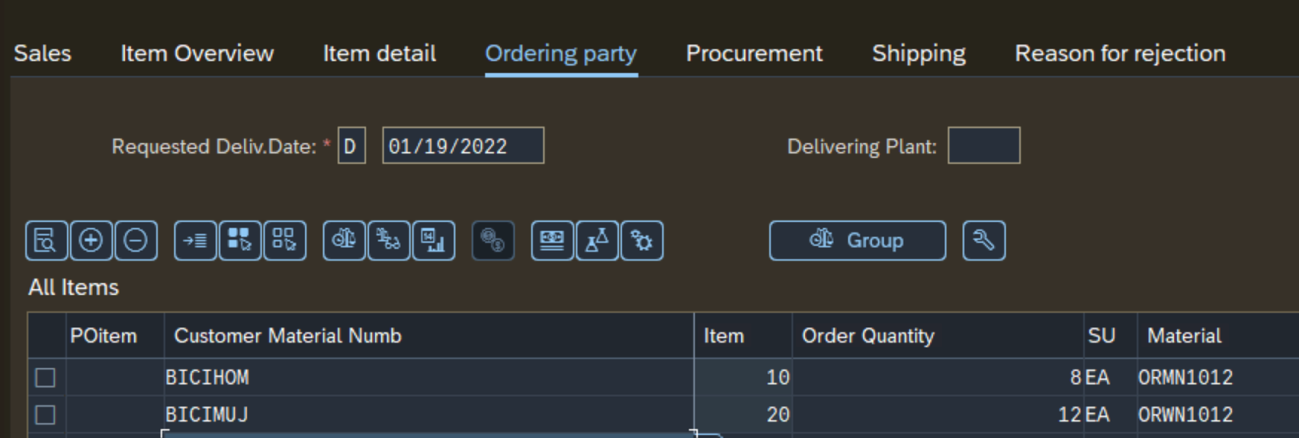 Sales Item Overview Item detail Ordering party Procurement Shipping Reason for rejection
Requested Deliv.Date: * D 01/19/2022 Delivering Plant:
Group
All Items
POitem Customer Material Numb Item Order Quantity SU Material
BICIHOM 10 8 EA ORMN1012
BICIMUJ 20 12 EA ORWN1012